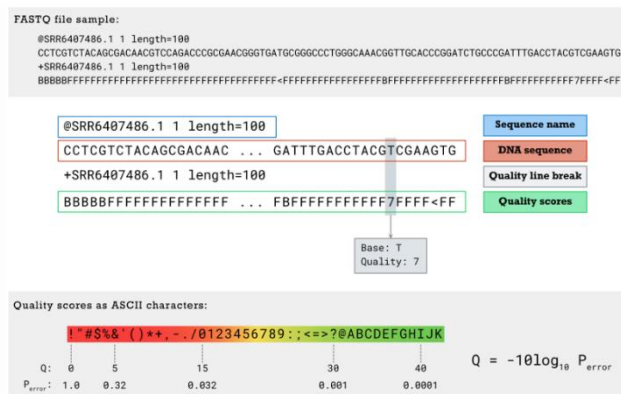 FASTQ file sample:
@SRR6407486.1 1 length=100
CCTCGTCTACAGCGACAACGTCCAGACCCGCGAACGGGTGATGCGGGCCCTGGGCAAACGGTTGCACCCGGATCTGCCCGATTTGACCTACGTCGAAGTG
+SRR6407486.1 1 length=100
BBBBBFFFFFFFFFFFFFFFFFFFFFFFFFFFFFFFFFFF<FFFFFFFFFFFFFFFFFBFFFFFFFFFFFFFFFFFFFFBFFFFFFFFFFF7FFFF<FF
@SRR6407486.1 1 length=100 Sequence name
CCTCGTCTACAGCGACAAC ... GATTTGACCTACGTCGAAGTG DNA sequence
+SRR6407486.1 1 length=100 Quality line break
BBBBBFFFFFFFFFFFFFF ... FBFFFFFFFFFFF7FFFF<FF Quality scores
Base: T
Quality: 7
Quality scores as ASCII characters:
!"#$%&'()*+,-./0123456789:;<=>?@ABCDEFGHIJK
Q: 0 5 15 30 40
Perror: 1.0 0.32 0.032 0.001 0.0001
Q = -10log10 Perror